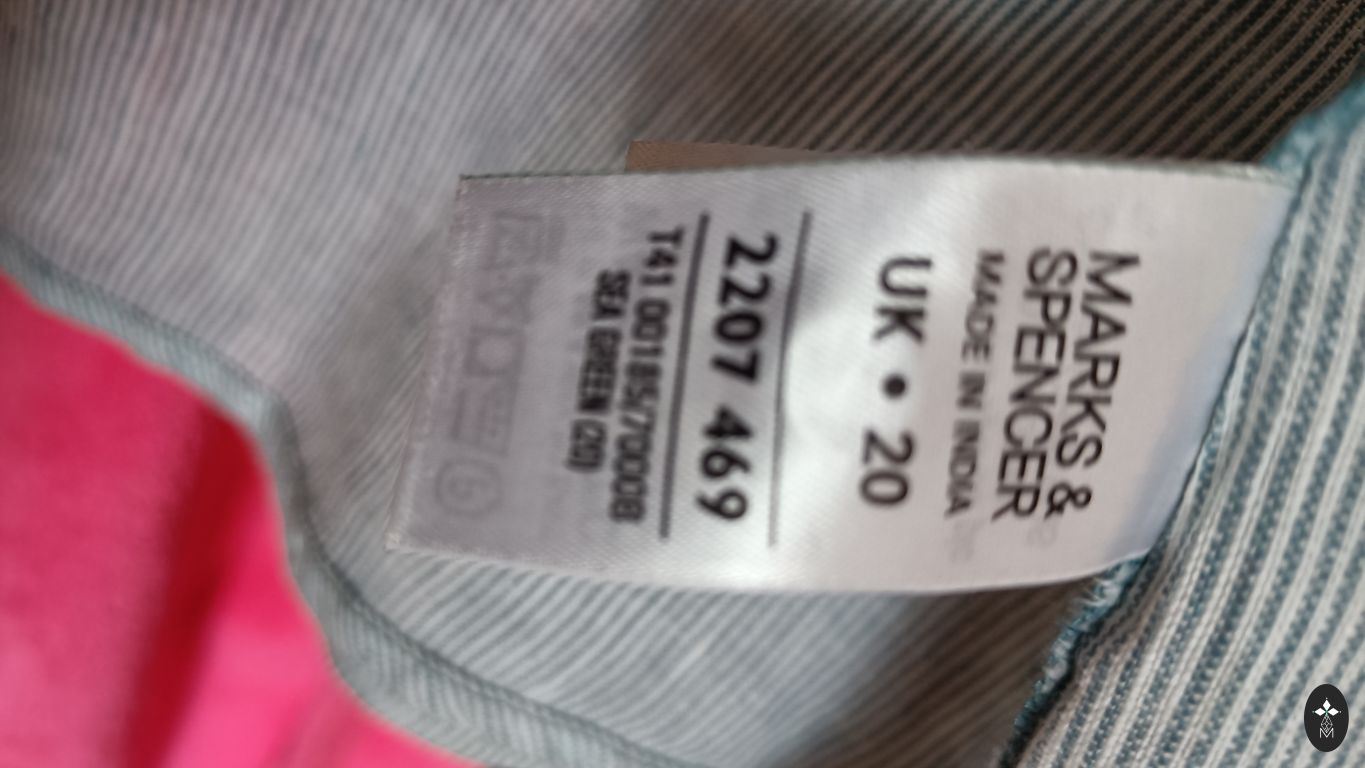 MARKS &
SPENCER
MADE IN INDIA
UK • 20
2207 469
T41 0018S/7000B
SEA GREEN (20)